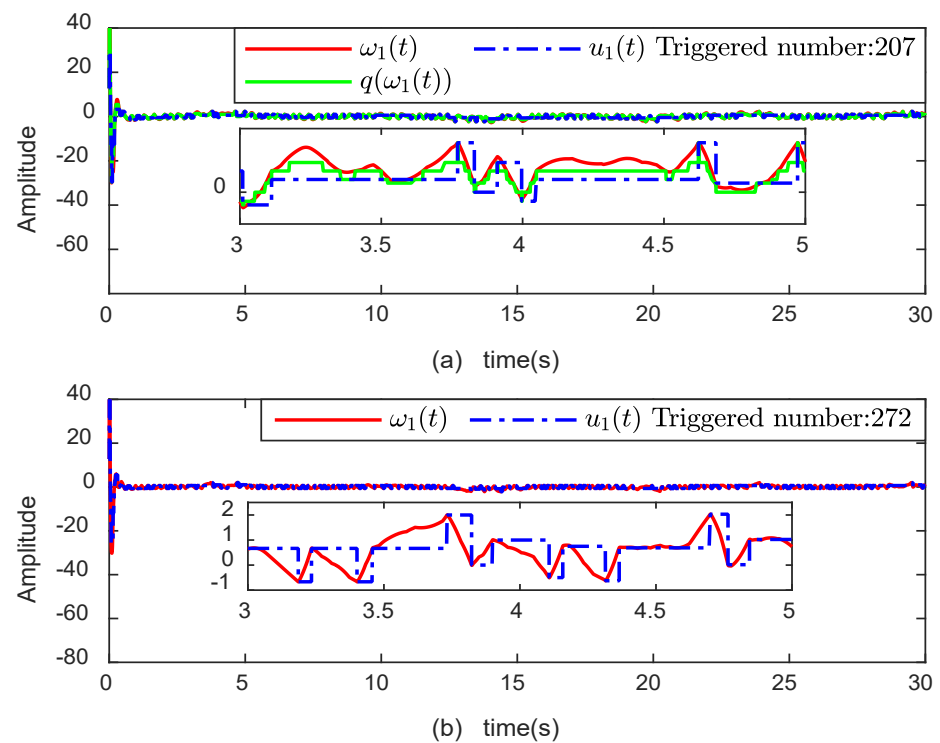 40
ω₁(t) u₁(t) Triggered number:207
q(ω₁(t))
20
0
-20
-40
-60
Amplitude
0
3 3.5 4 4.5 5
0 5 10 15 20 25 30
(a) time(s)
40
ω₁(t) u₁(t) Triggered number:272
20
0
-20
-40
-60
-80
Amplitude
2
1
0
-1
3 3.5 4 4.5 5
0 5 10 15 20 25 30
(b) time(s)